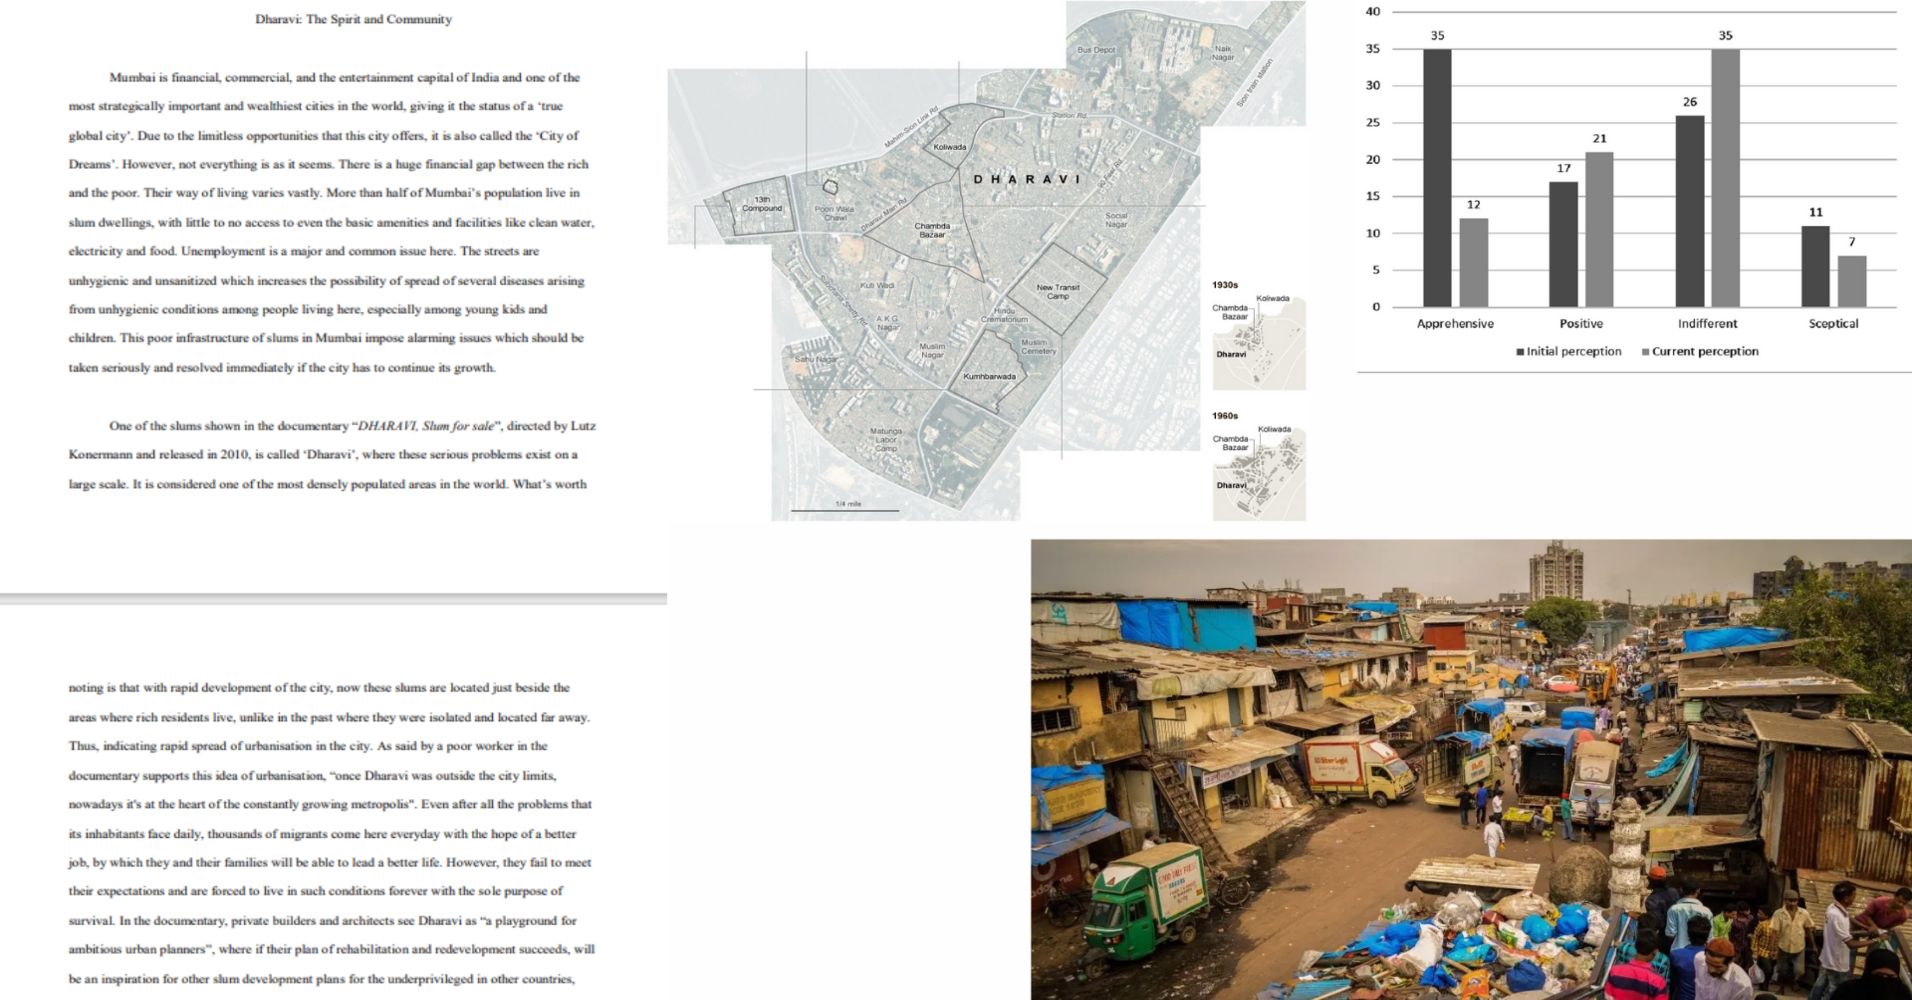 Dharavi: The Spirit and Community
Mumbai is financial, commercial, and the entertainment capital of India and one of the
most strategically important and wealthiest cities in the world, giving it the status of a ‘true
global city’. Due to the limitless opportunities that this city offers, it is also called the ‘City of
Dreams’. However, not everything is as it seems. There is a huge financial gap between the rich
and the poor. Their way of living varies vastly. More than half of Mumbai’s population live in
slum dwellings, with little to no access to even the basic amenities and facilities like clean water,
electricity and food. Unemployment is a major and common issue here. The streets are
unhygienic and unsanitized which increases the possibility of spread of several diseases arising
from unhygienic conditions among people living here, especially among young kids and
children. This poor infrastructure of slums in Mumbai impose alarming issues which should be
taken seriously and resolved immediately if the city has to continue its growth.
One of the slums shown in the documentary “DHARAVI, Slum for sale”, directed by Lutz
Konermann and released in 2010, is called ‘Dharavi’, where these serious problems exist on a
large scale. It is considered one of the most densely populated areas in the world. What’s worth
noting is that with rapid development of the city, now these slums are located just beside the
areas where rich residents live, unlike in the past where they were isolated and located far away.
Thus, indicating rapid spread of urbanisation in the city. As said by a poor worker in the
documentary supports this idea of urbanisation, “once Dharavi was outside the city limits,
nowadays it's at the heart of the constantly growing metropolis”. Even after all the problems that
its inhabitants face daily, thousands of migrants come here everyday with the hope of a better
job, by which they and their families will be able to lead a better life. However, they fail to meet
their expectations and are forced to live in such conditions forever with the sole purpose of
survival. In the documentary, private builders and architects see Dharavi as “a playground for
ambitious urban planners”, where if their plan of rehabilitation and redevelopment succeeds, will
be an inspiration for other slum development plans for the underprivileged in other countries,
Bus Depot
Naik
Nagar
Sion train station
Mahim-Sion Link Rd.
Station Rd.
Koliwada
DHARAVI
90 Feet Rd.
13th
Compound
Poon Wala
Chawl
Dharavi Main Rd.
Chambda
Bazaar
Social
Nagar
Kuti Wadi
New Transit
Camp
Hindu
Crematorium
A.K.G.
Nagar
Muslim
Nagar
Muslim
Cemetery
Sahu Nagar
Kumhbarwada
Matunga
Labor
Camp
1/4 mile
1930s
Koliwada
Chambda
Bazaar
Dharavi
1960s
Koliwada
Chambda
Bazaar
Dharavi
40
35
30
25
20
15
10
5
0
35
12
17
21
26
35
11
7
Apprehensive
Positive
Indifferent
Sceptical
Initial perception
Current perception